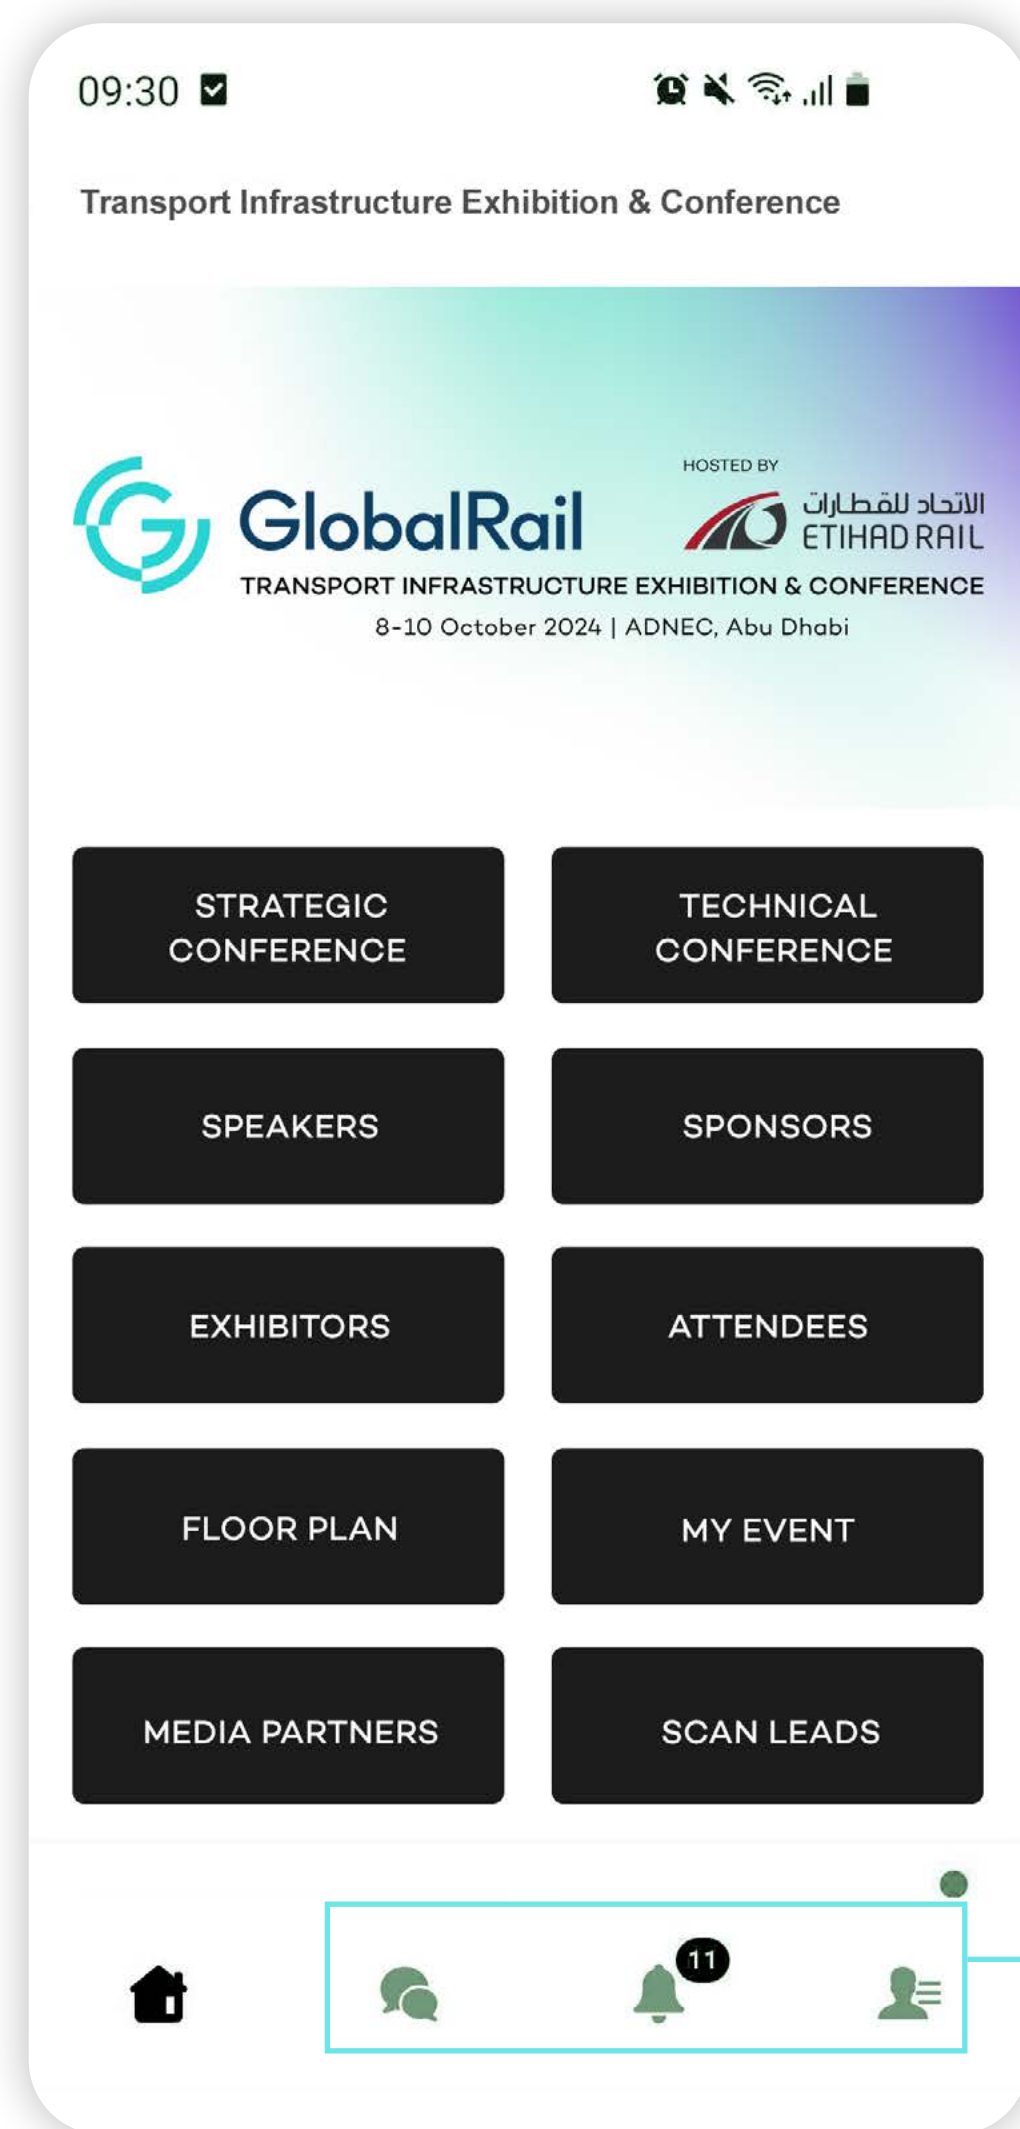 09:30
Transport Infrastructure Exhibition & Conference
HOSTED BY
GlobalRail
الاتحاد للقطارات
ETIHAD RAIL
TRANSPORT INFRASTRUCTURE EXHIBITION & CONFERENCE
8-10 October 2024 | ADNEC, Abu Dhabi
STRATEGIC
CONFERENCE
TECHNICAL
CONFERENCE
SPEAKERS
SPONSORS
EXHIBITORS
ATTENDEES
FLOOR PLAN
MY EVENT
MEDIA PARTNERS
SCAN LEADS
11